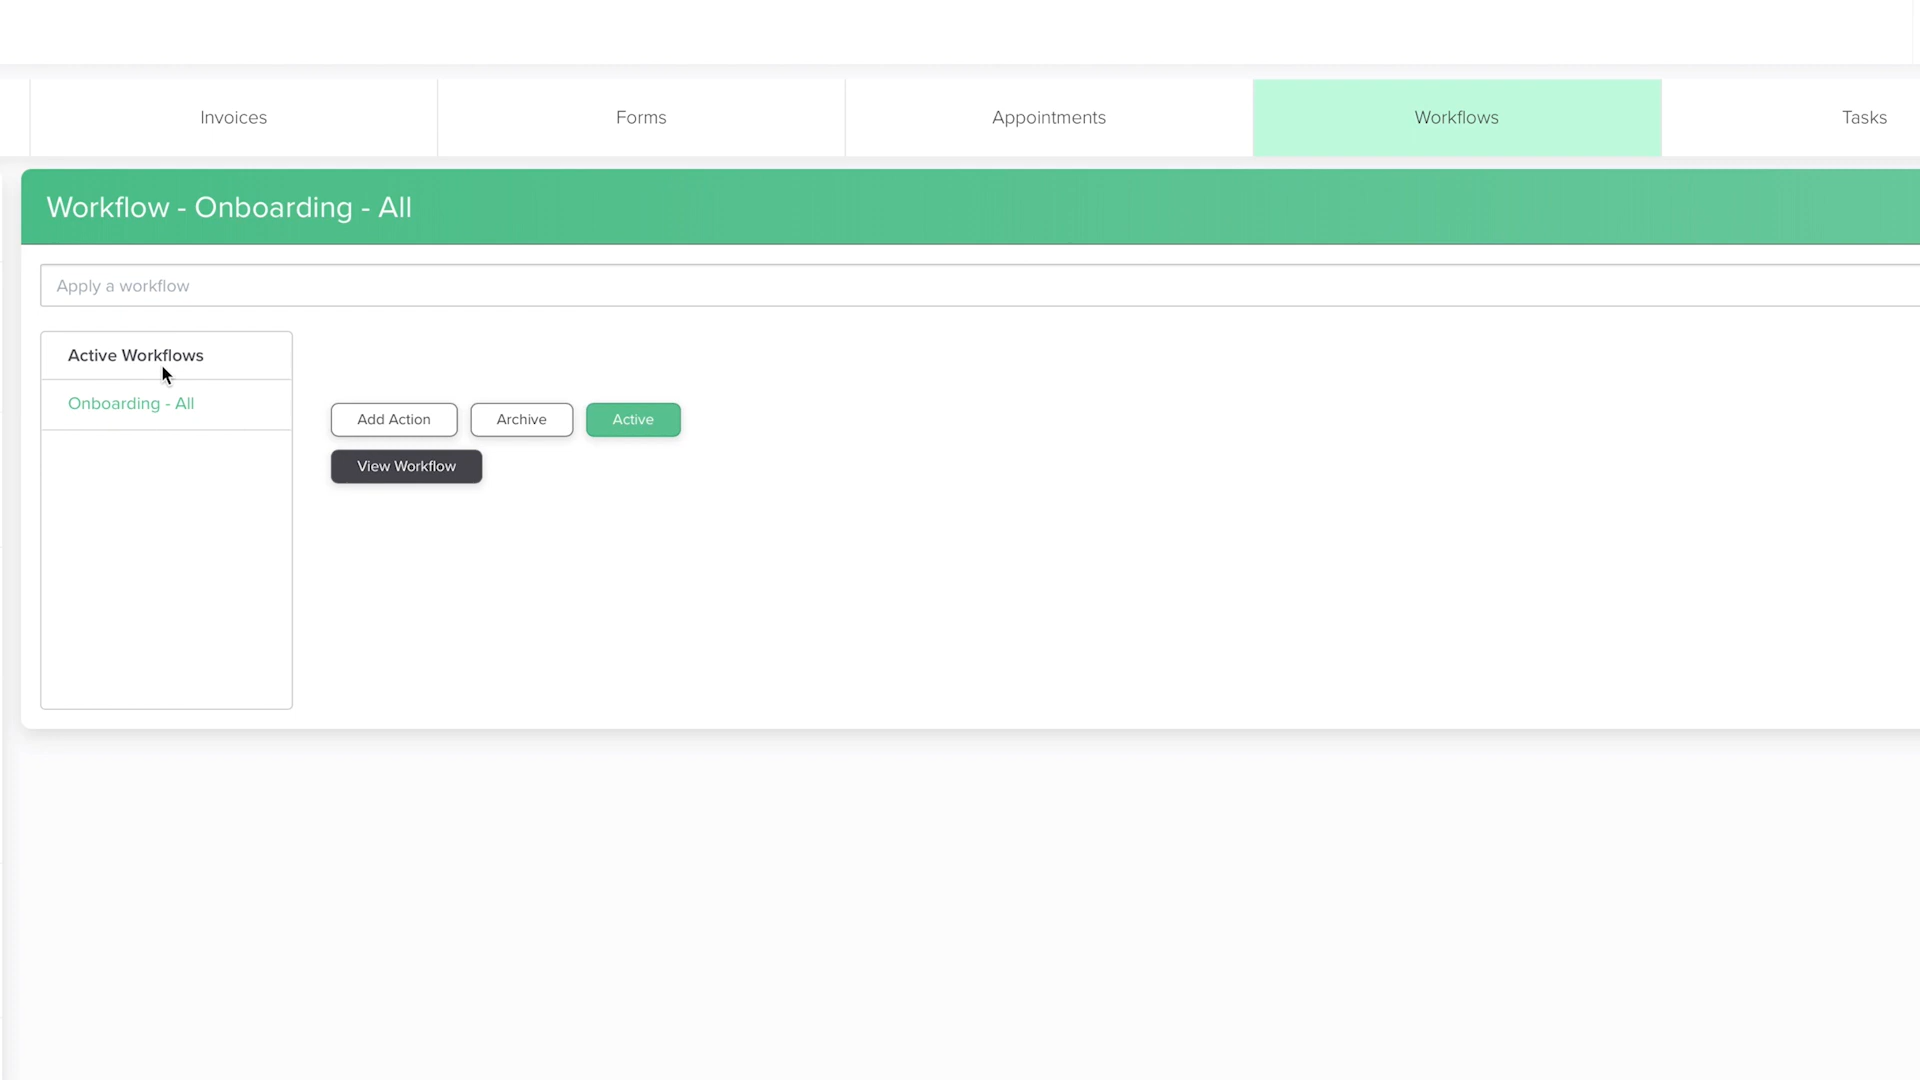 Invoices
Forms
Appointments
Workflows
Tasks
Workflow - Onboarding - All
Apply a workflow
Active Workflows
Onboarding - All
Add Action
Archive
Active
View Workflow